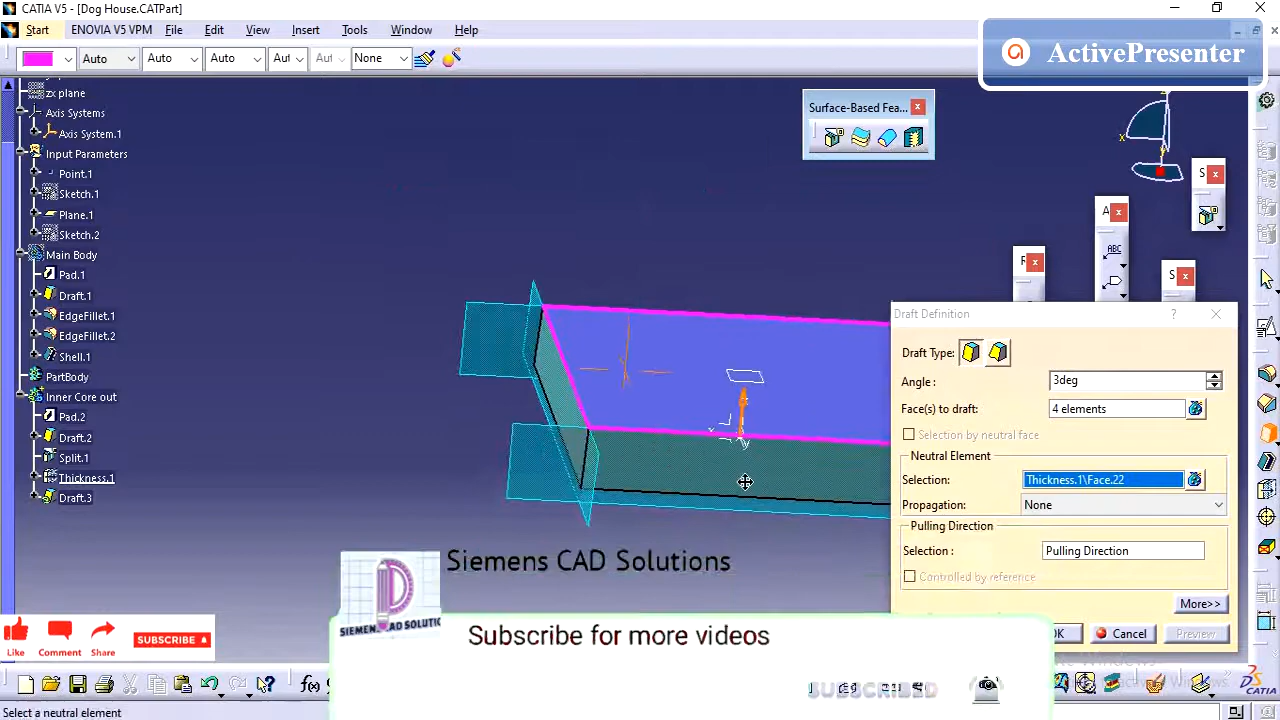 CATIA V5 - [Dog House.CATPart]
Start ENOVIA V5 VPM File Edit View Insert Tools Window Help
ActivePresenter
Auto Auto Auto Aut Aut None
zx plane
Axis Systems
Axis System.1
Input Parameters
Point.1
Sketch.1
Plane.1
Sketch.2
Main Body
Pad.1
Draft.1
EdgeFillet.1
EdgeFillet.2
Shell.1
PartBody
Inner Core out
Pad.2
Draft.2
Split.1
Thickness.1
Draft.3
Surface-Based Fea...
x
S
A
ABC
F
S
Draft Definition
Draft Type:
Angle : 3deg
Face(s) to draft: 4 elements
Selection by neutral face
Neutral Element
Selection: Thickness.1\Face.22
Propagation: None
Pulling Direction
Selection : Pulling Direction
Controlled by reference
More>>
Cancel
Preview
Siemens CAD Solutions
Subscribe for more videos
SUBSCRIBED
Like Comment Share SUBSCRIBE
f(x)
CATIA
Select a neutral element